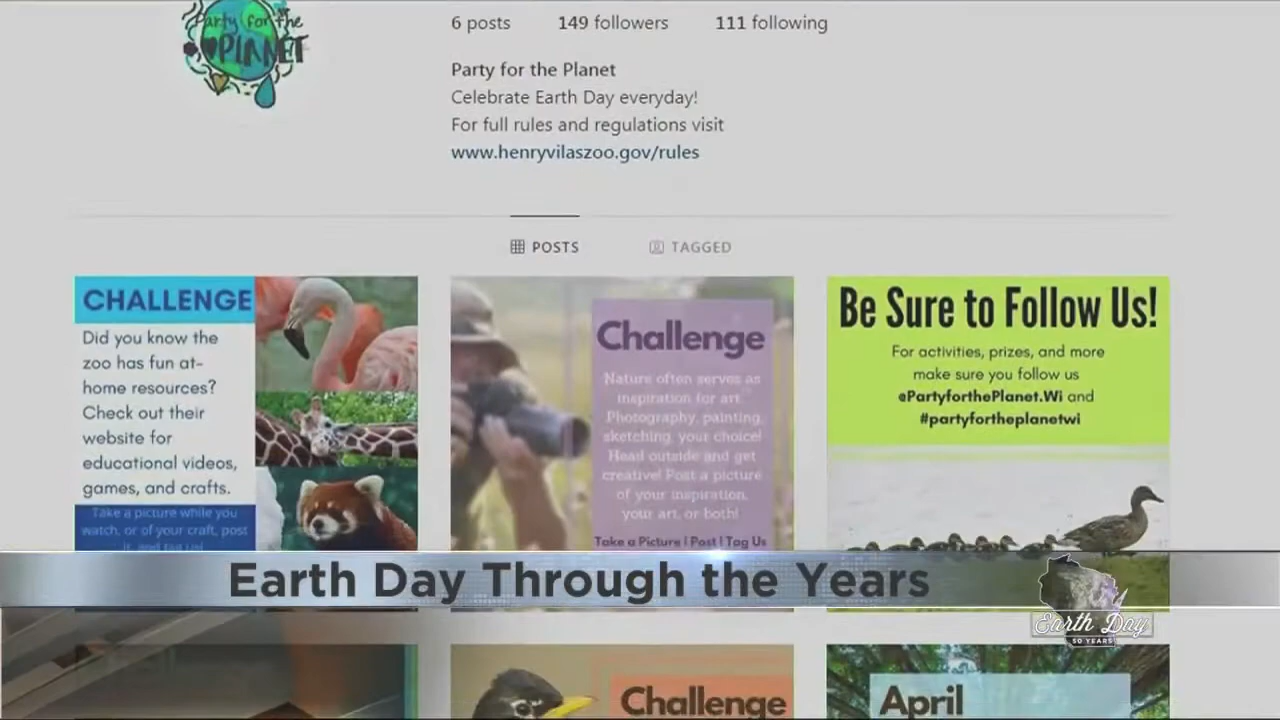 Party for the
PLANET
6 posts 149 followers 111 following
Party for the Planet
Celebrate Earth Day everyday!
For full rules and regulations visit
www.henryvilaszoo.gov/rules
POSTS TAGGED
CHALLENGE
Did you know the
zoo has fun at-
home resources?
Check out their
website for
educational videos,
games, and crafts.
Take a picture while you
watch, or of your craft, post
it, and tag us!
Challenge
Nature often serves as
inspiration for art.
Photography, painting,
sketching, your choice!
Head outside and get
creative! Post a picture
of your inspiration,
your art, or both!
Take a Picture | Post | Tag Us
Be Sure to Follow Us!
For activities, prizes, and more
make sure you follow us
@PartyforthePlanet.Wi and
#partyfortheplanetwi
Earth Day Through the Years
Earth Day
50 YEARS
Challenge
April